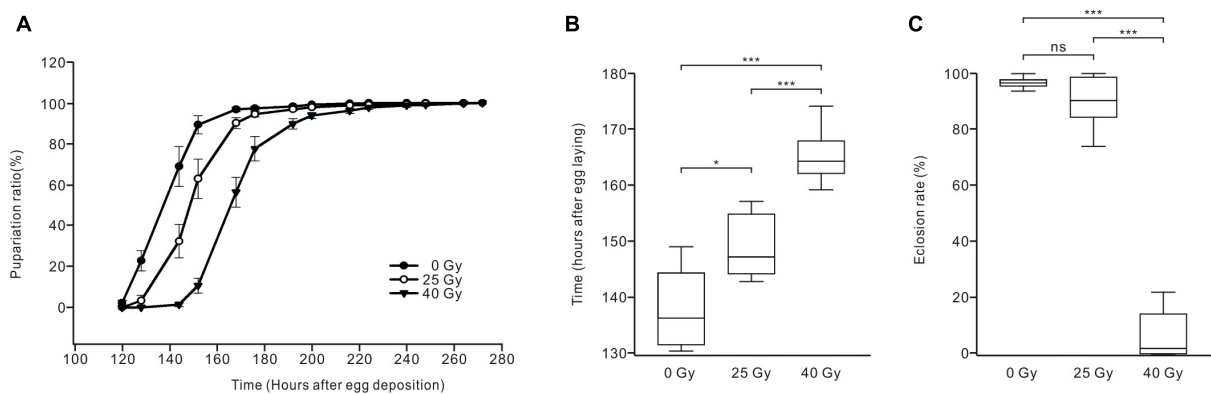 A
120
100
80
60
40
20
0
Pupariation ratio(%)
0 Gy
25 Gy
40 Gy
100 120 140 160 180 200 220 240 260 280
Time (Hours after egg deposition)
B
***
***
*
180
170
160
150
140
130
Time (hours after egg laying)
0 Gy 25 Gy 40 Gy
C
***
***
ns
100
80
60
40
20
0
Eclosion rate (%)
0 Gy 25 Gy 40 Gy